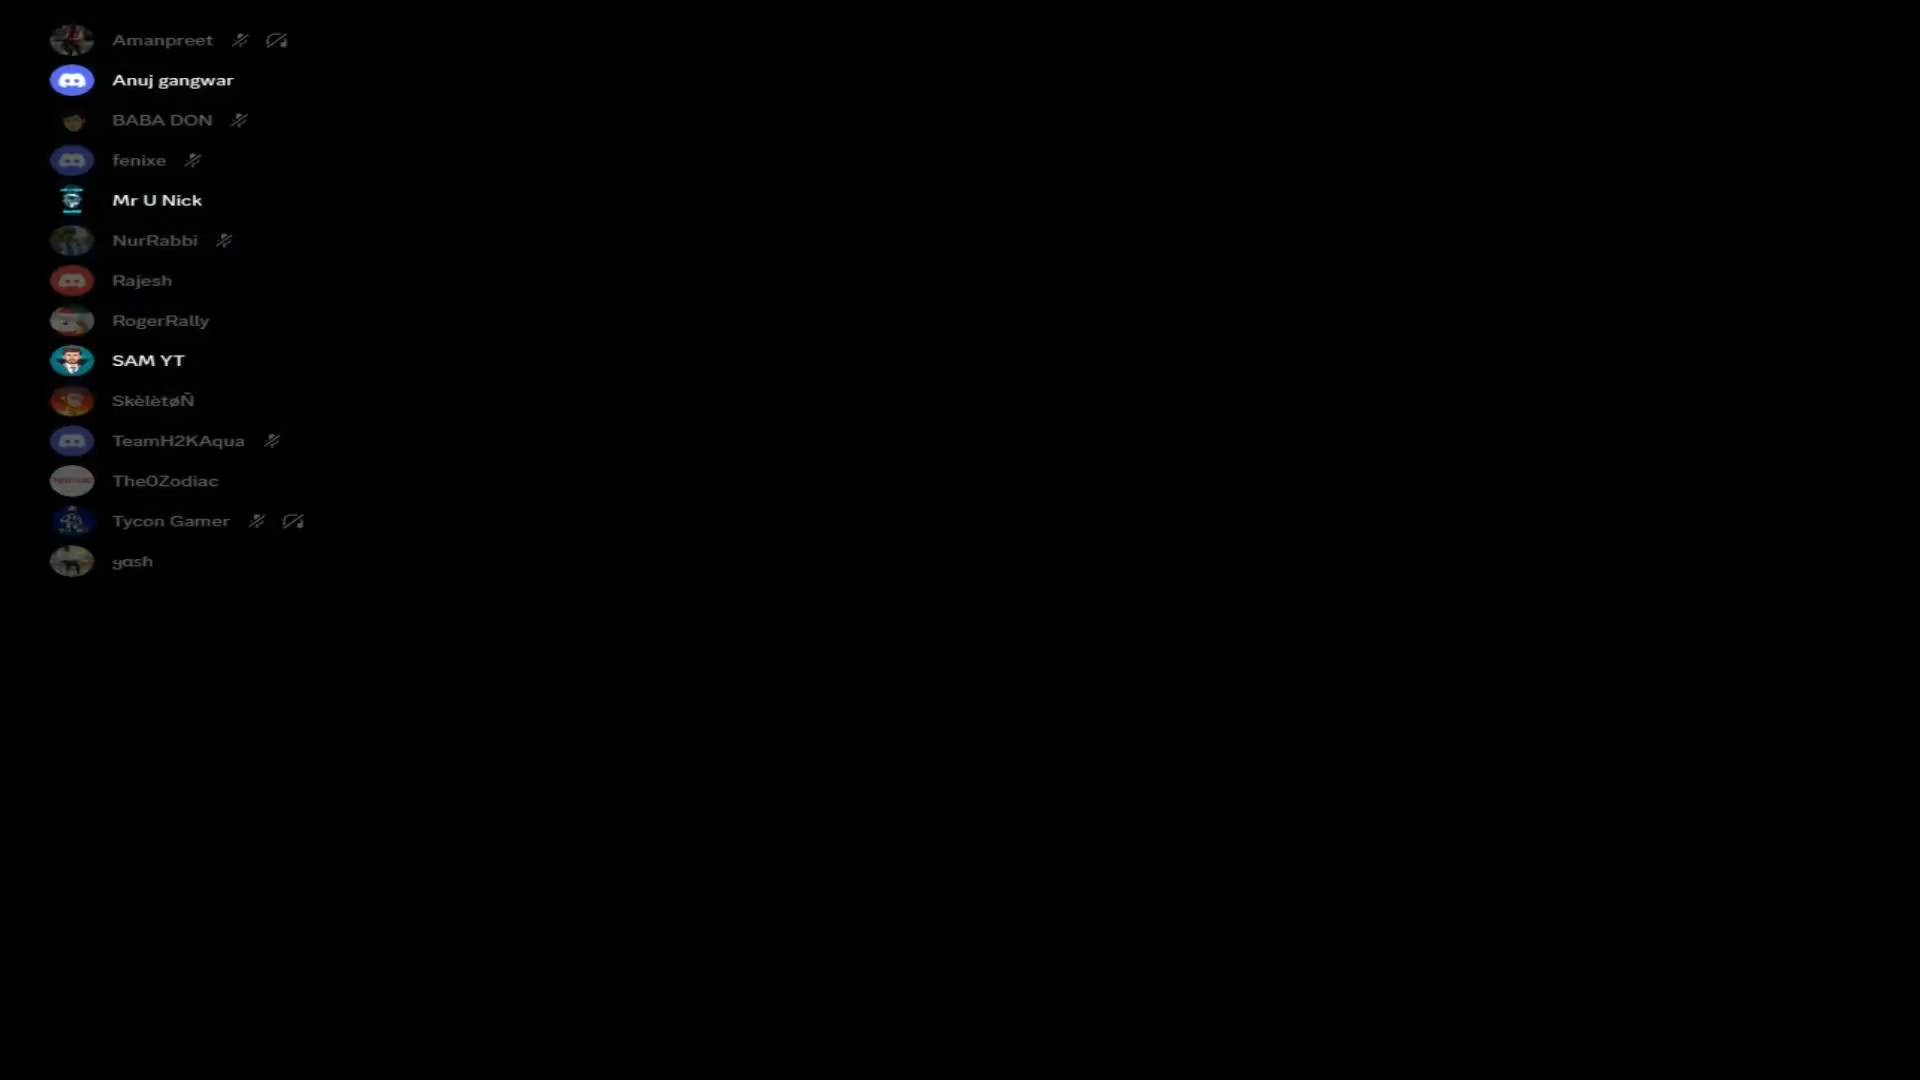 Amanpreet
Anuj gangwar
BABA DON
fenixe
Mr U Nick
NurRabbi
Rajesh
RogerRally
SAM YT
SkèlètøÑ
TeamH2KAqua
The0Zodiac
Tycon Gamer
yash